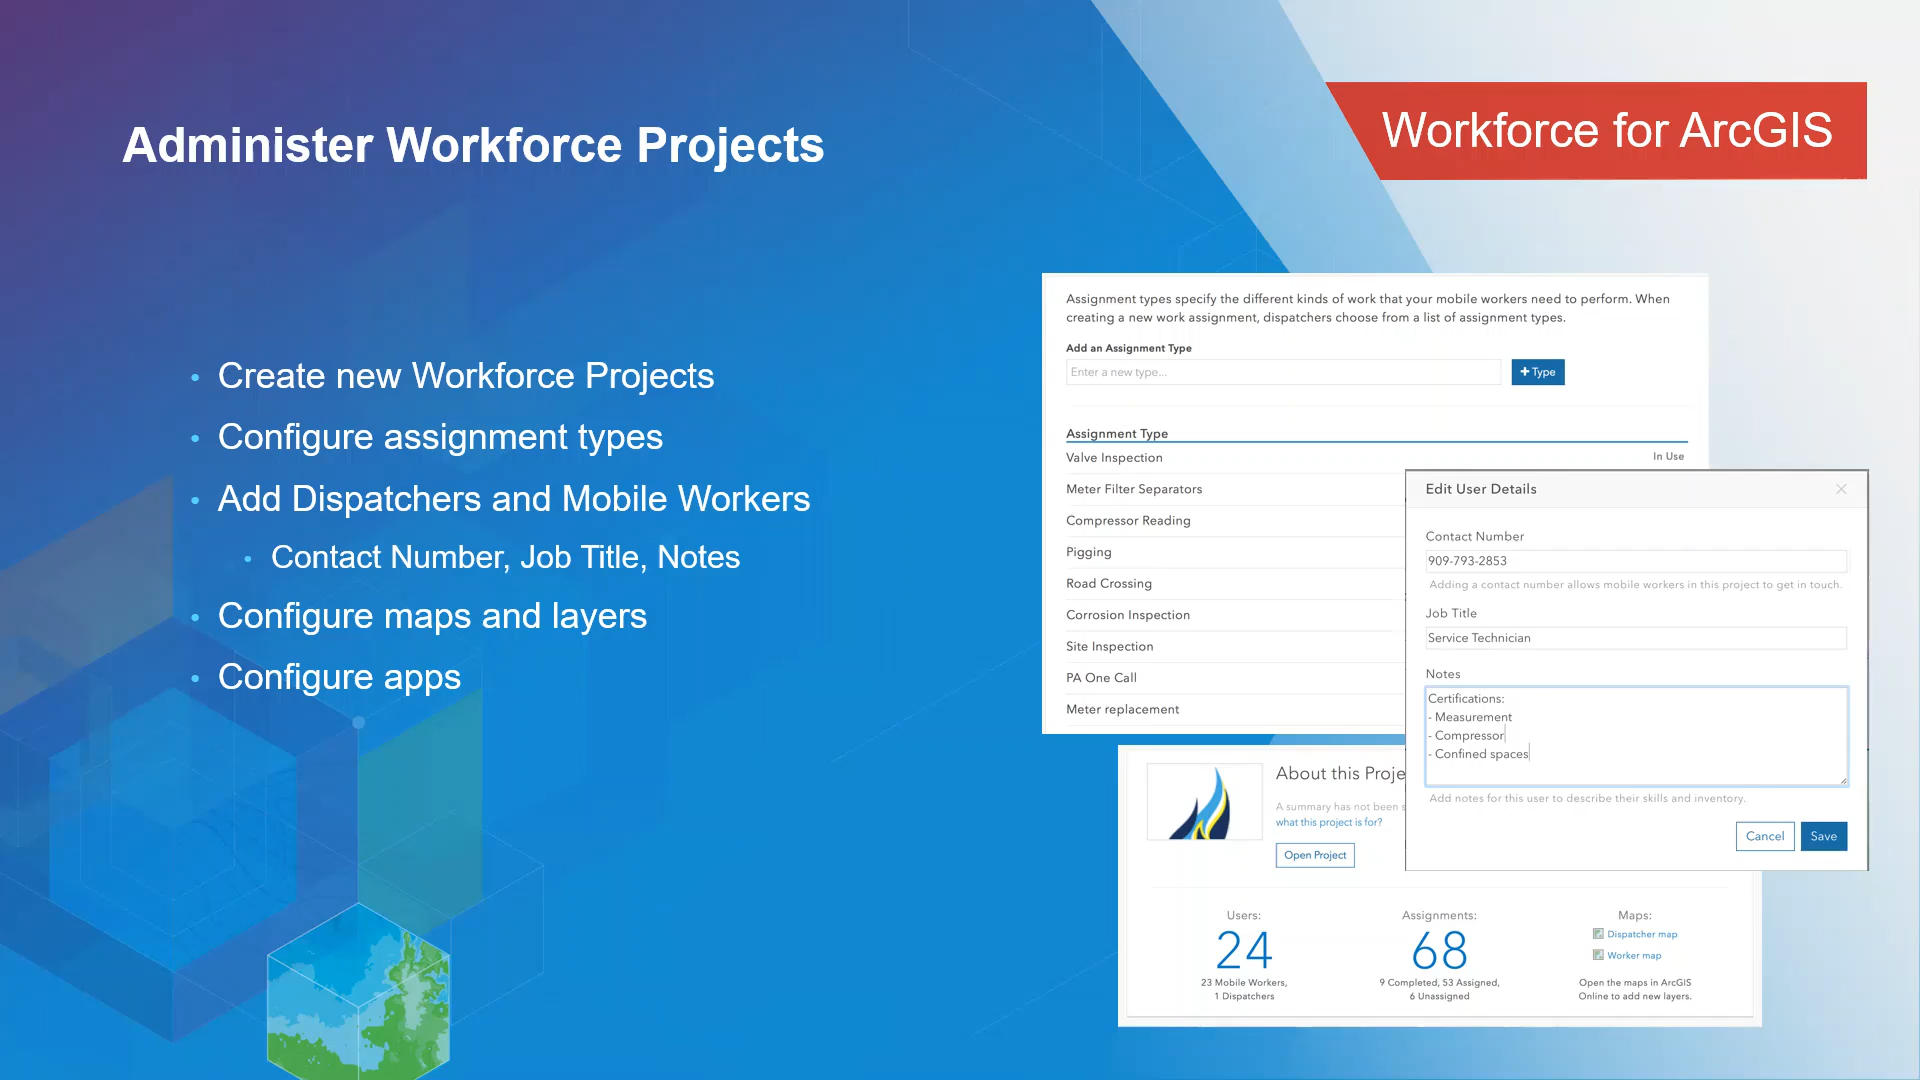 Administer Workforce Projects
Workforce for ArcGIS
• Create new Workforce Projects
• Configure assignment types
• Add Dispatchers and Mobile Workers
• Contact Number, Job Title, Notes
• Configure maps and layers
• Configure apps
Assignment types specify the different kinds of work that your mobile workers need to perform. When
creating a new work assignment, dispatchers choose from a list of assignment types.
Add an Assignment Type
Enter a new type...
+ Type
Assignment Type
Valve Inspection
In Use
Meter Filter Separators
Compressor Reading
Pigging
Road Crossing
Corrosion Inspection
Site Inspection
PA One Call
Meter replacement
Edit User Details
Contact Number
909-793-2853
Adding a contact number allows mobile workers in this project to get in touch.
Job Title
Service Technician
Notes
Certifications:
- Measurement
- Compressor
- Confined spaces
Add notes for this user to describe their skills and inventory.
Cancel
Save
About this Proje
A summary has not been s
what this project is for?
Open Project
Users:
24
23 Mobile Workers,
1 Dispatchers
Assignments:
68
9 Completed, 53 Assigned,
6 Unassigned
Maps:
Dispatcher map
Worker map
Open the maps in ArcGIS
Online to add new layers.